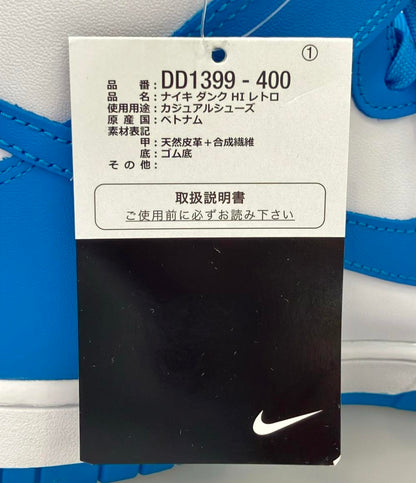 ①
品 番：DD1399 - 400
品 名：ナイキ ダンク HI レトロ
使用用途：カジュアルシューズ
原 産 国：ベトナム
素材表記
甲：天然皮革＋合成繊維
底：ゴム底
そ の 他：
取扱説明書
ご使用前に必ずお読み下さい